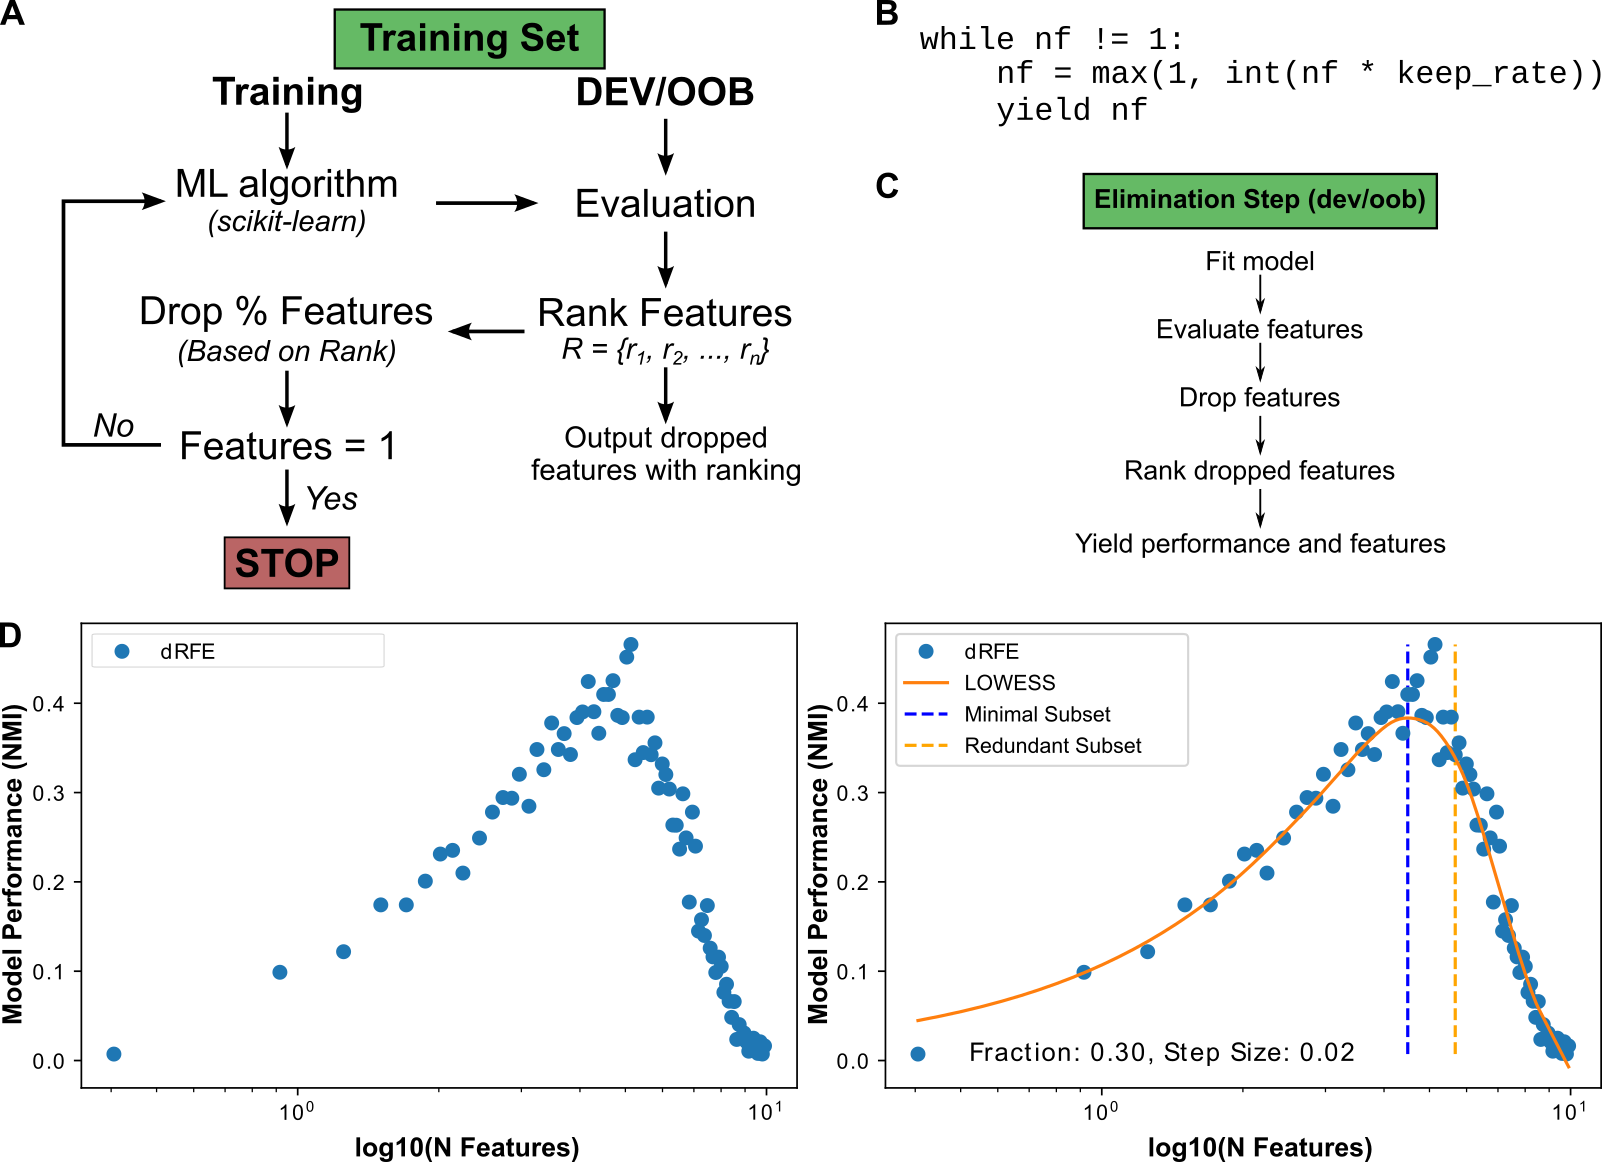 A
Training Set
Training
DEV/OOB
ML algorithm
(scikit-learn)
Evaluation
Drop % Features
(Based on Rank)
Rank Features
R = {r1, r2, ..., rn}
No
Features = 1
Output dropped
features with ranking
Yes
STOP
B
while nf != 1:
nf = max(1, int(nf * keep_rate))
yield nf
C
Elimination Step (dev/oob)
Fit model
Evaluate features
Drop features
Rank dropped features
Yield performance and features
D
dRFE
Model Performance (NMI)
0.4
0.3
0.2
0.1
0.0
10^0
10^1
log10(N Features)
dRFE
LOWESS
Minimal Subset
Redundant Subset
Model Performance (NMI)
0.4
0.3
0.2
0.1
0.0
Fraction: 0.30, Step Size: 0.02
10^0
10^1
log10(N Features)